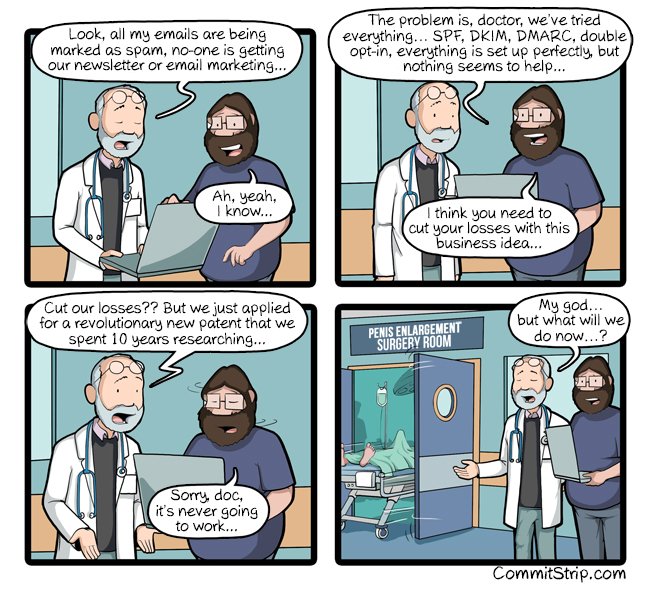 Look, all my emails are being
marked as spam, no-one is getting
our newsletter or email marketing...
Ah, yeah,
I know...
The problem is, doctor, we've tried
everything... SPF, DKIM, DMARC, double
opt-in, everything is set up perfectly, but
nothing seems to help...
I think you need to
cut your losses with this
business idea...
Cut our losses?? But we just applied
for a revolutionary new patent that we
spent 10 years researching...
Sorry, doc,
it's never going
to work...
My god...
but what will we
do now...?
PENIS ENLARGEMENT
SURGERY ROOM
CommitStrip.com